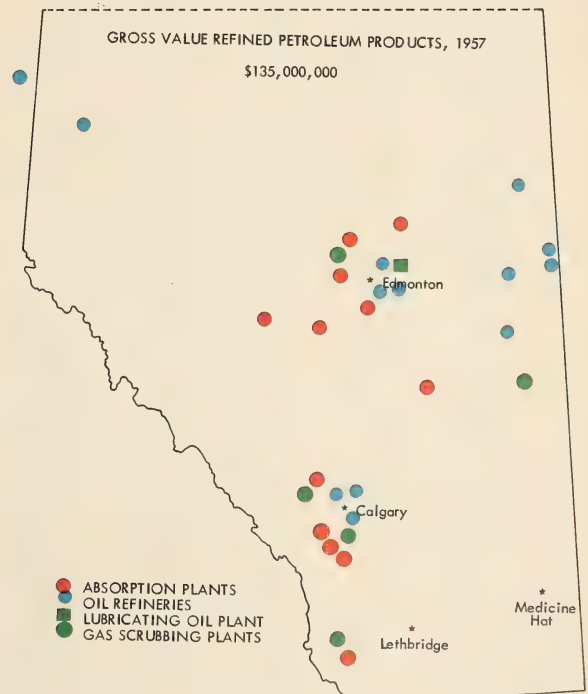 GROSS VALUE REFINED PETROLEUM PRODUCTS, 1957
$135,000,000
* Edmonton
* Calgary
ABSORPTION PLANTS
OIL REFINERIES
LUBRICATING OIL PLANT
GAS SCRUBBING PLANTS
*
Medicine
Hat
*
Lethbridge